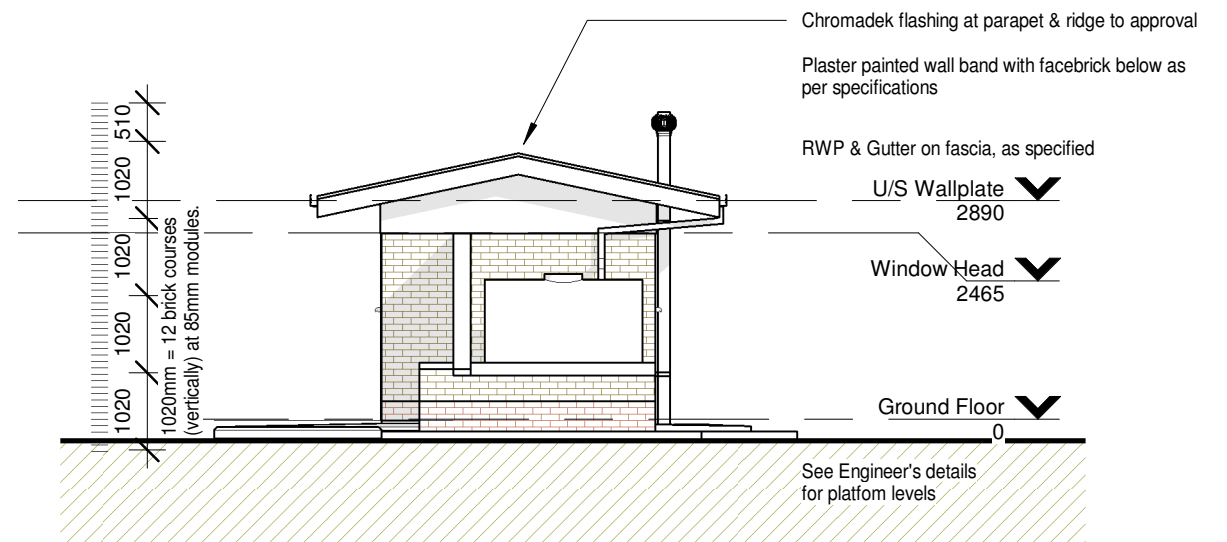 Chromadek flashing at parapet & ridge to approval
Plaster painted wall band with facebrick below as
per specifications
RWP & Gutter on fascia, as specified
U/S Wallplate
2890
Window Head
2465
Ground Floor
0
See Engineer's details
for platfom levels
510
1020
1020
1020
1020
1020mm = 12 brick courses
(vertically) at 85mm modules.